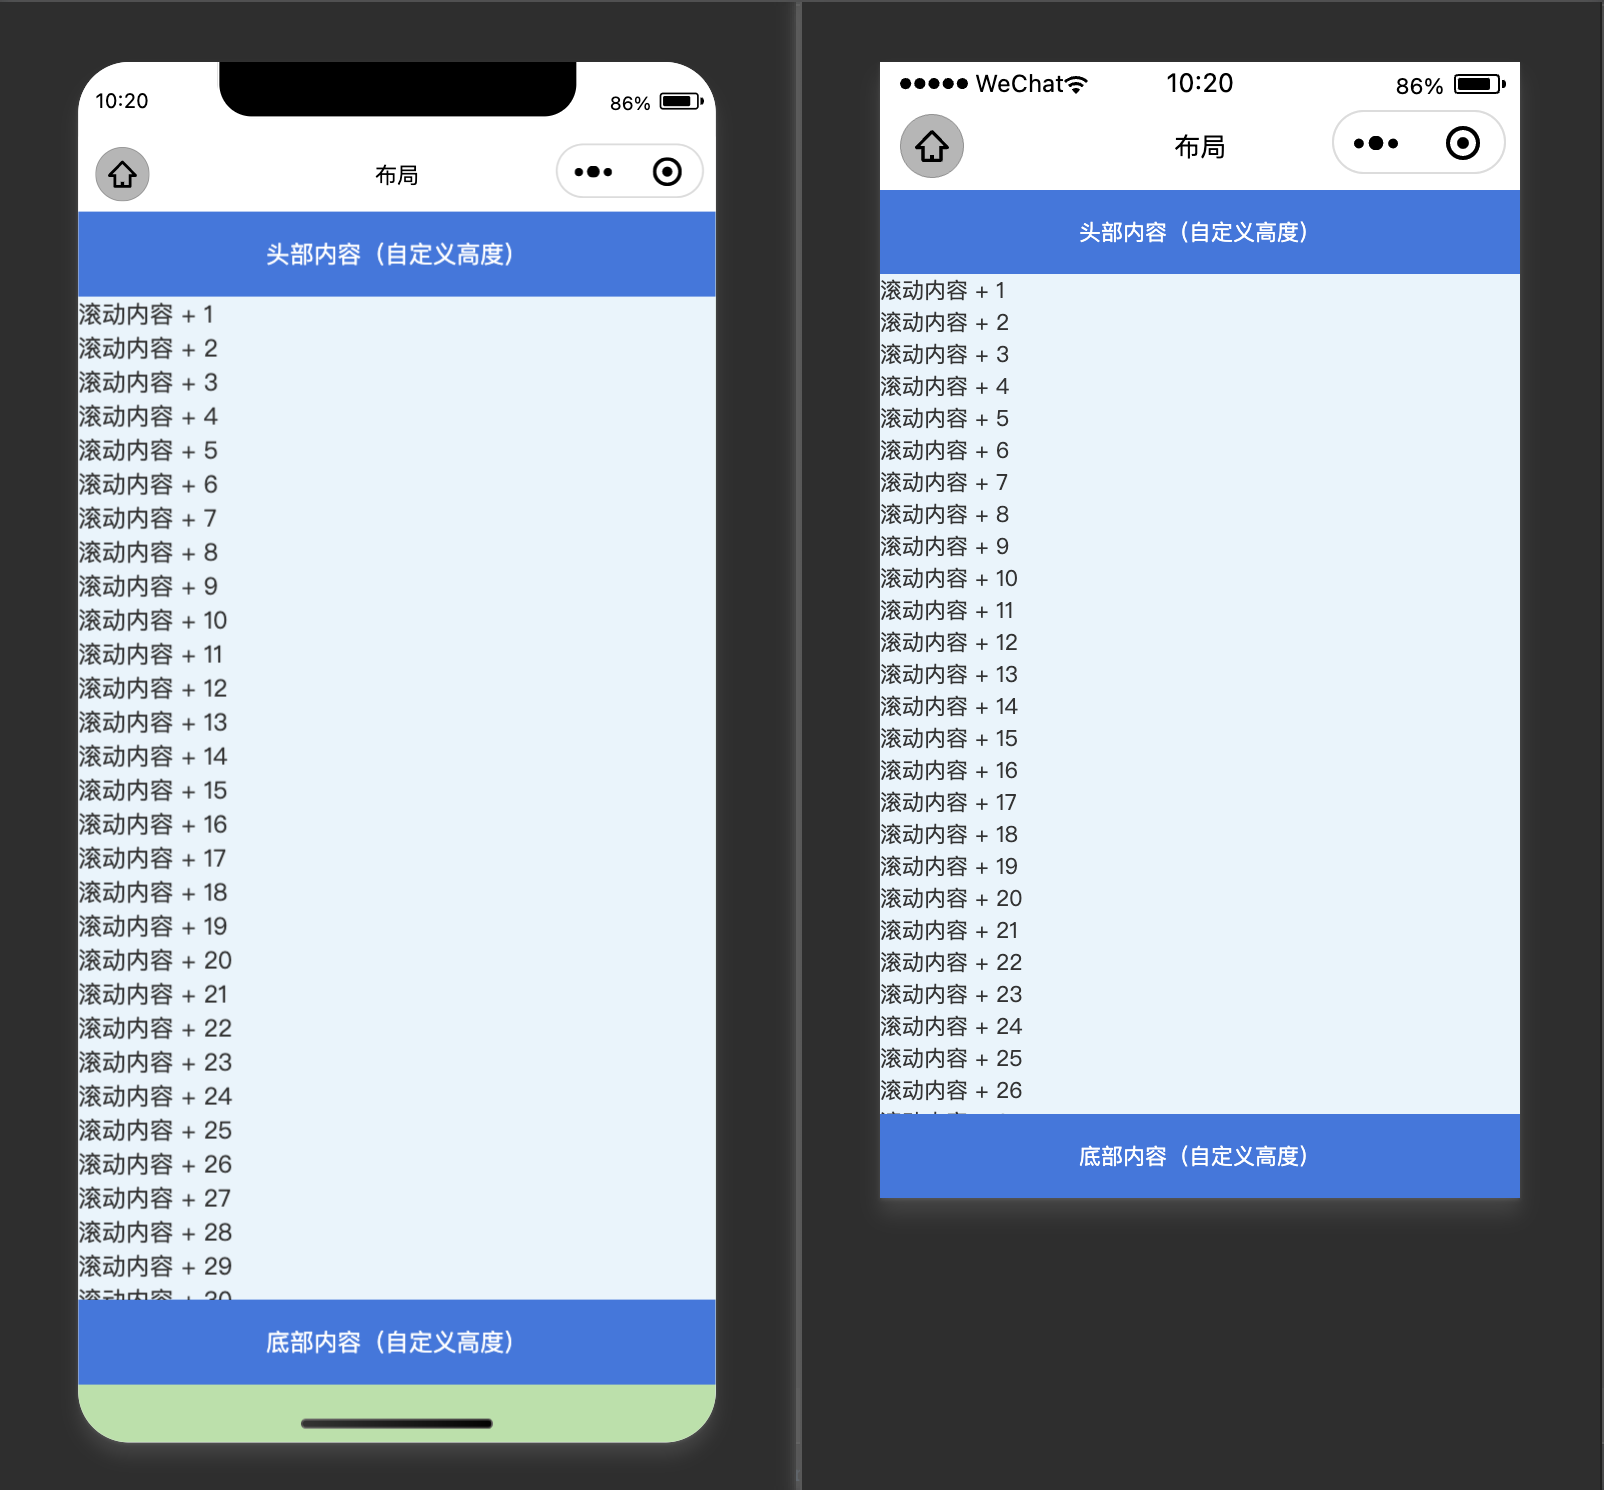 10:20
86%
布局
头部内容（自定义高度）
滚动内容 + 1
滚动内容 + 2
滚动内容 + 3
滚动内容 + 4
滚动内容 + 5
滚动内容 + 6
滚动内容 + 7
滚动内容 + 8
滚动内容 + 9
滚动内容 + 10
滚动内容 + 11
滚动内容 + 12
滚动内容 + 13
滚动内容 + 14
滚动内容 + 15
滚动内容 + 16
滚动内容 + 17
滚动内容 + 18
滚动内容 + 19
滚动内容 + 20
滚动内容 + 21
滚动内容 + 22
滚动内容 + 23
滚动内容 + 24
滚动内容 + 25
滚动内容 + 26
滚动内容 + 27
滚动内容 + 28
滚动内容 + 29
滚动内容 + 30
底部内容（自定义高度）
WeChat
10:20
86%
布局
头部内容（自定义高度）
滚动内容 + 1
滚动内容 + 2
滚动内容 + 3
滚动内容 + 4
滚动内容 + 5
滚动内容 + 6
滚动内容 + 7
滚动内容 + 8
滚动内容 + 9
滚动内容 + 10
滚动内容 + 11
滚动内容 + 12
滚动内容 + 13
滚动内容 + 14
滚动内容 + 15
滚动内容 + 16
滚动内容 + 17
滚动内容 + 18
滚动内容 + 19
滚动内容 + 20
滚动内容 + 21
滚动内容 + 22
滚动内容 + 23
滚动内容 + 24
滚动内容 + 25
滚动内容 + 26
底部内容（自定义高度）